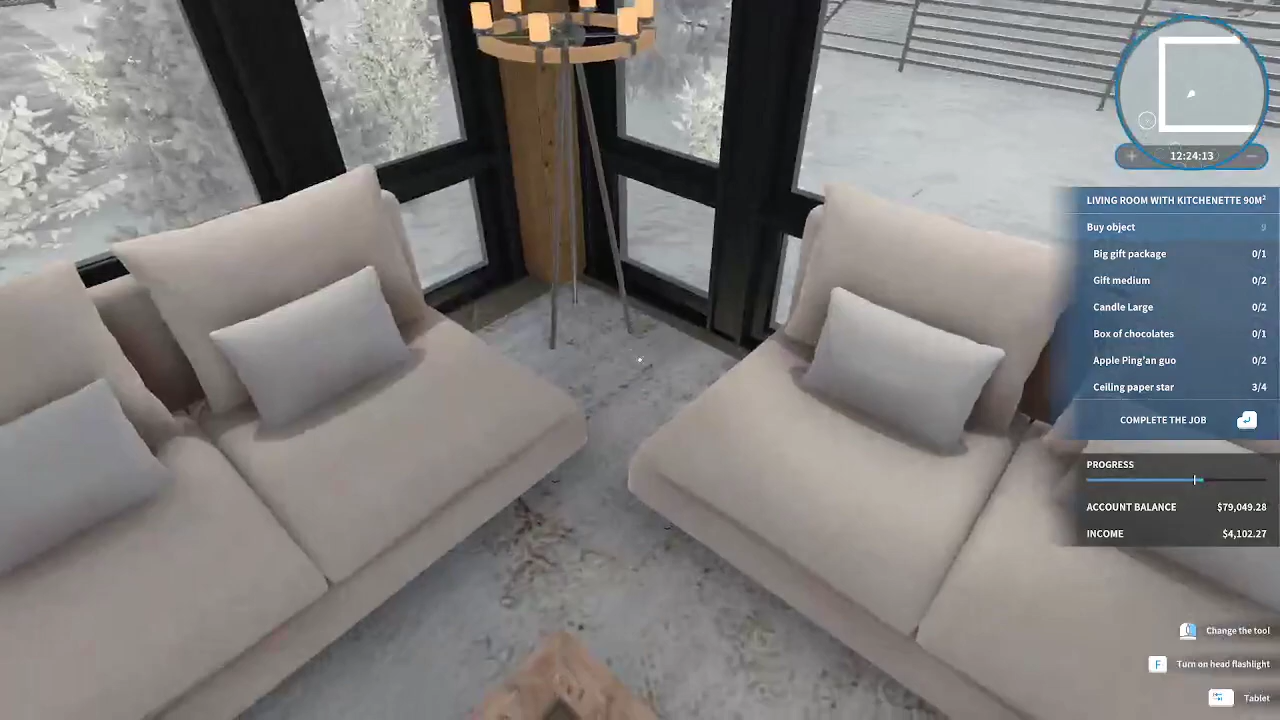 12:24:13
LIVING ROOM WITH KITCHENETTE 90M²
Buy object 9
Big gift package 0/1
Gift medium 0/2
Candle Large 0/2
Box of chocolates 0/1
Apple Ping'an guo 0/2
Ceiling paper star 3/4
COMPLETE THE JOB
PROGRESS
ACCOUNT BALANCE $79,049.28
INCOME $4,102.27
Change the tool
F Turn on head flashlight
Tablet